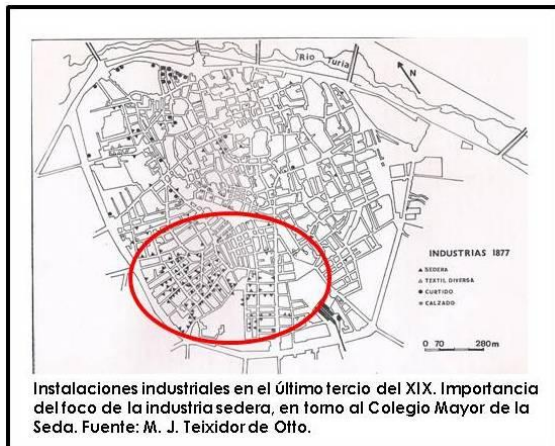 Río Turia
N
INDUSTRIAS 1877
SEDERA
TEXTIL DIVERSA
CURTIDO
CALZADO
0 70 280m
Instalaciones industriales en el último tercio del XIX. Importancia
del foco de la industria sedera, en torno al Colegio Mayor de la
Seda. Fuente: M. J. Teixidor de Otto.